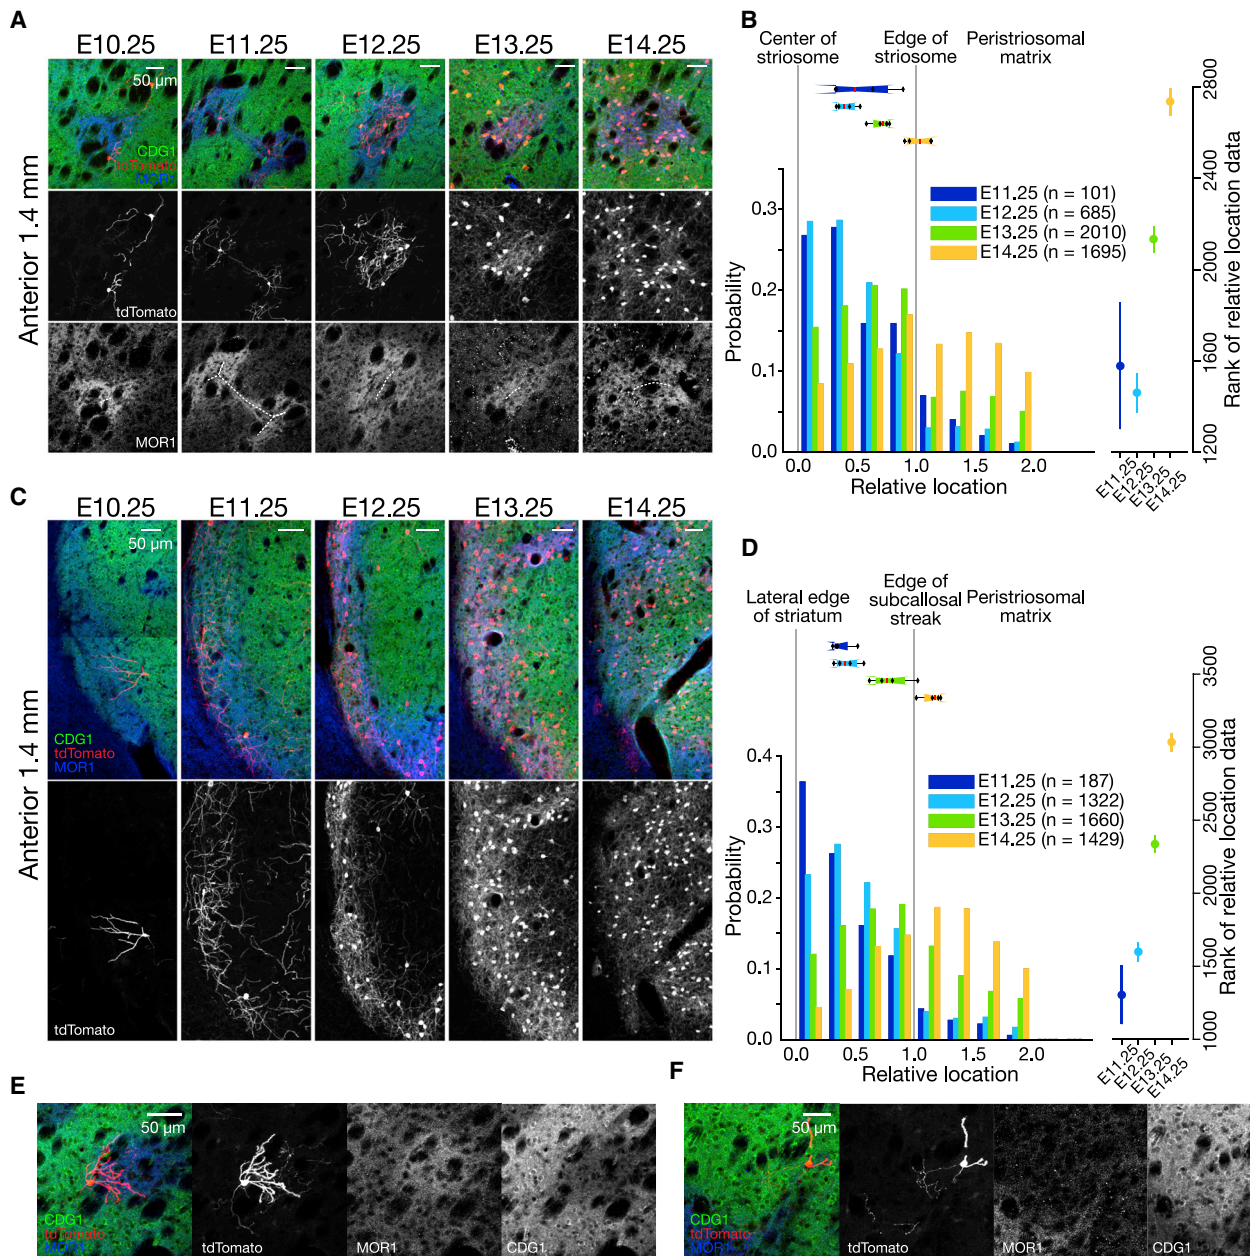 A
E10.25 E11.25 E12.25 E13.25 E14.25
50 µm
CDG1
tdTomato
MOR1
Anterior 1.4 mm
tdTomato
MOR1
B
Center of striosome
Edge of striosome
Peristriosomal matrix
E11.25 (n = 101)
E12.25 (n = 685)
E13.25 (n = 2010)
E14.25 (n = 1695)
Probability
0.3
0.2
0.1
0.0
0.0 0.5 1.0 1.5 2.0
Relative location
2800
2400
2000
1600
1200
Rank of relative location data
E11.25
E12.25
E13.25
E14.25
C
E10.25 E11.25 E12.25 E13.25 E14.25
50 µm
CDG1
tdTomato
MOR1
Anterior 1.4 mm
tdTomato
D
Lateral edge of striatum
Edge of subcallosal streak
Peristriosomal matrix
E11.25 (n = 187)
E12.25 (n = 1322)
E13.25 (n = 1660)
E14.25 (n = 1429)
Probability
0.4
0.3
0.2
0.1
0.0
0.0 0.5 1.0 1.5 2.0
Relative location
3500
3000
2500
2000
1500
1000
Rank of relative location data
E11.25
E12.25
E13.25
E14.25
E
50 µm
CDG1
tdTomato
MOR1
tdTomato
MOR1
CDG1
F
50 µm
CDG1
tdTomato
MOR1
tdTomato
MOR1
CDG1